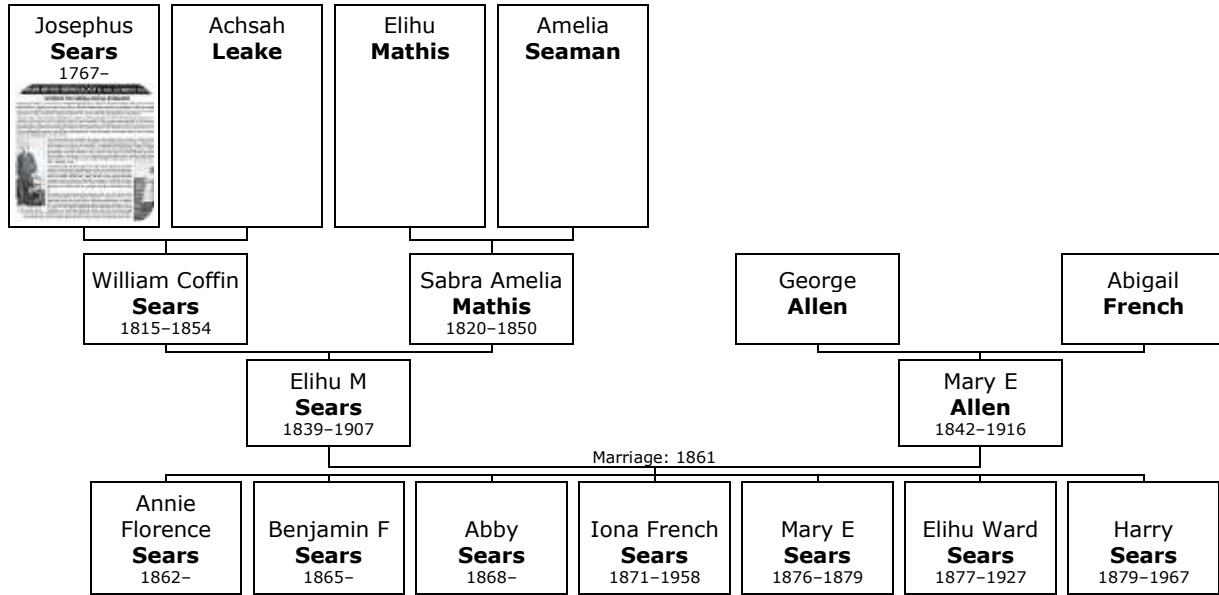 Josephus
Sears
1767–
Achsah
Leake
Elihu
Mathis
Amelia
Seaman
William Coffin
Sears
1815–1854
Sabra Amelia
Mathis
1820–1850
George
Allen
Abigail
French
Elihu M
Sears
1839–1907
Mary E
Allen
1842–1916
Marriage: 1861
Annie
Florence
Sears
1862–
Benjamin F
Sears
1865–
Abby
Sears
1868–
Iona French
Sears
1871–1958
Mary E
Sears
1876–1879
Elihu Ward
Sears
1877–1927
Harry
Sears
1879–1967